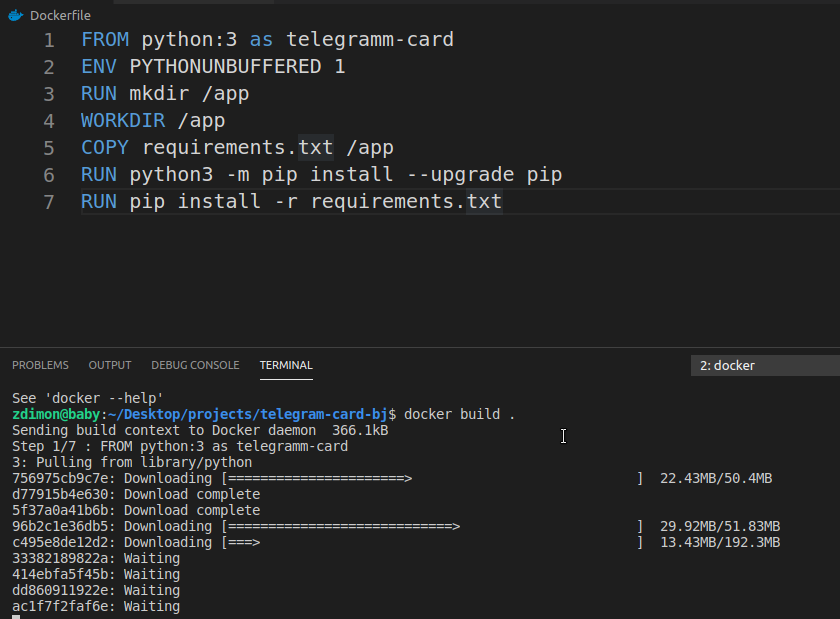 Dockerfile
1 FROM python:3 as telegramm-card
2 ENV PYTHONUNBUFFERED 1
3 RUN mkdir /app
4 WORKDIR /app
5 COPY requirements.txt /app
6 RUN python3 -m pip install --upgrade pip
7 RUN pip install -r requirements.txt
PROBLEMS OUTPUT DEBUG CONSOLE TERMINAL 2: docker
See 'docker --help'
zdimon@baby:~/Desktop/projects/telegram-card-bj$ docker build .
Sending build context to Docker daemon  366.1kB
Step 1/7 : FROM python:3 as telegramm-card
3: Pulling from library/python
756975cb9c7e: Downloading [======================>                            ]  22.43MB/50.4MB
d77915b4e630: Download complete
5f37a0a41b6b: Download complete
96b2c1e36db5: Downloading [============================>                      ]  29.92MB/51.83MB
c495e8de12d2: Downloading [===>                                               ]  13.43MB/192.3MB
33382189822a: Waiting
414ebfa5f45b: Waiting
dd860911922e: Waiting
ac1f7f2faf6e: Waiting